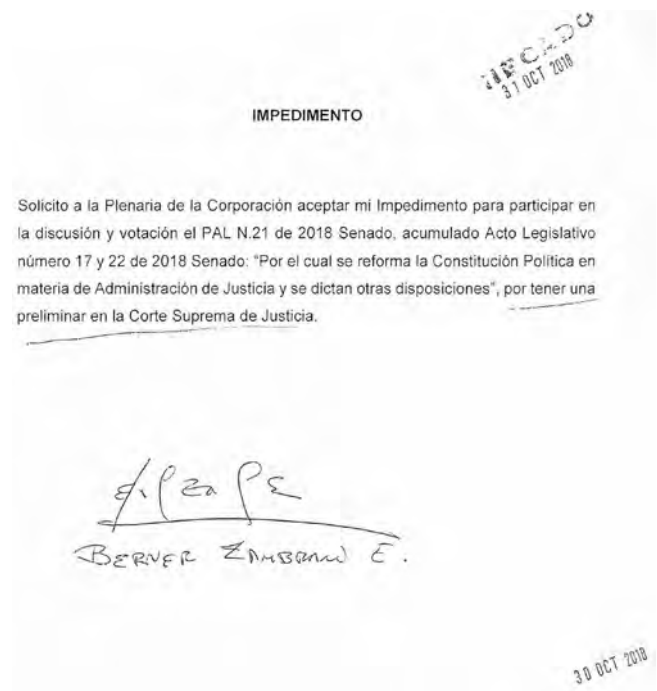 NEGADO
31 OCT 2018
IMPEDIMENTO
Solicito a la Plenaria de la Corporación aceptar mi Impedimento para participar en
la discusión y votación el PAL N.21 de 2018 Senado, acumulado Acto Legislativo
número 17 y 22 de 2018 Senado: "Por el cual se reforma la Constitución Política en
materia de Administración de Justicia y se dictan otras disposiciones", por tener una
preliminar en la Corte Suprema de Justicia.
BERNER ZAMBRANO E.
30 OCT 2018